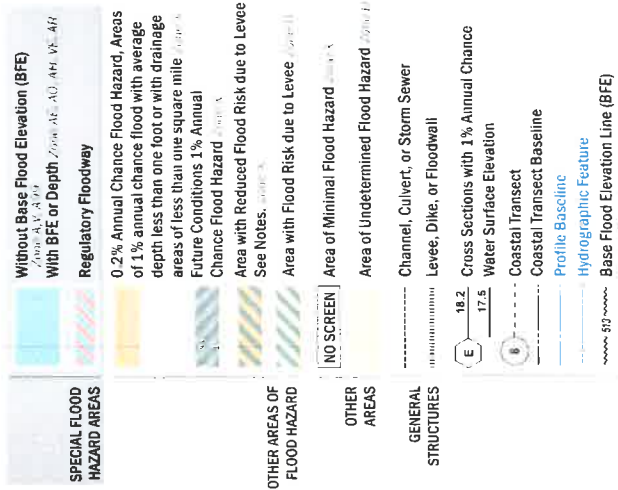 SPECIAL FLOOD
HAZARD AREAS
Without Base Flood Elevation (BFE)
Zone A,V, A99
With BFE or Depth Zone AE, AO, AH, VE, AR
Regulatory Floodway
OTHER AREAS OF
FLOOD HAZARD
0.2% Annual Chance Flood Hazard, Areas
of 1% annual chance flood with average
depth less than one foot or with drainage
areas of less than one square mile Zone X
Future Conditions 1% Annual
Chance Flood Hazard Zone X
Area with Reduced Flood Risk due to Levee
See Notes. Zone X
Area with Flood Risk due to Levee Zone D
OTHER
AREAS
NO SCREEN
Area of Minimal Flood Hazard Zone X
Area of Undetermined Flood Hazard Zone D
GENERAL
STRUCTURES
Channel, Culvert, or Storm Sewer
Levee, Dike, or Floodwall
E 18.2 Cross Sections with 1% Annual Chance
17.5 Water Surface Elevation
8 Coastal Transect
Coastal Transect Baseline
Profile Baseline
Hydrographic Feature
513 Base Flood Elevation Line (BFE)